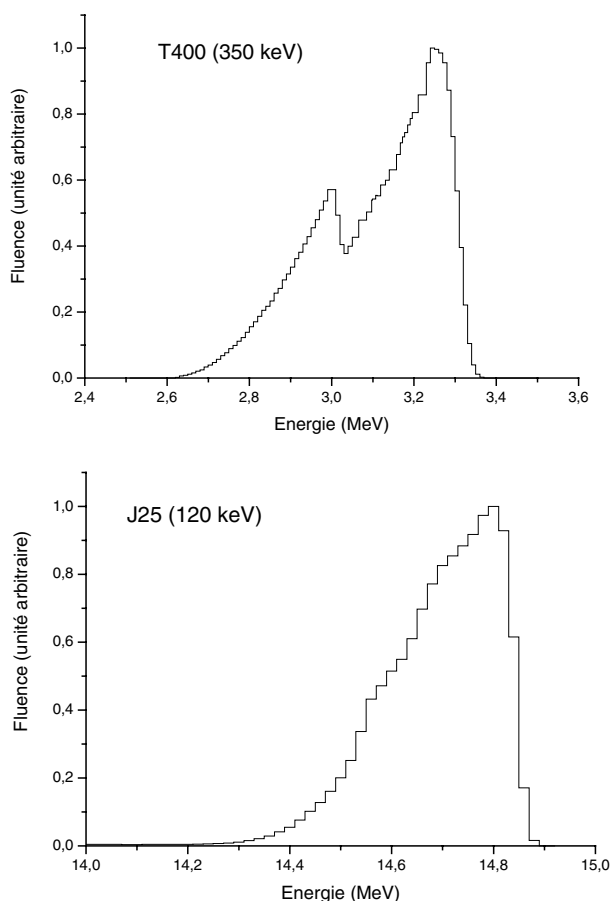 T400 (350 keV)
Fluence (unité arbitraire)
1,0
0,8
0,6
0,4
0,2
0,0
2,4 2,6 2,8 3,0 3,2 3,4 3,6
Energie (MeV)
J25 (120 keV)
Fluence (unité arbitraire)
1,0
0,8
0,6
0,4
0,2
0,0
14,0 14,2 14,4 14,6 14,8 15,0
Energie (MeV)